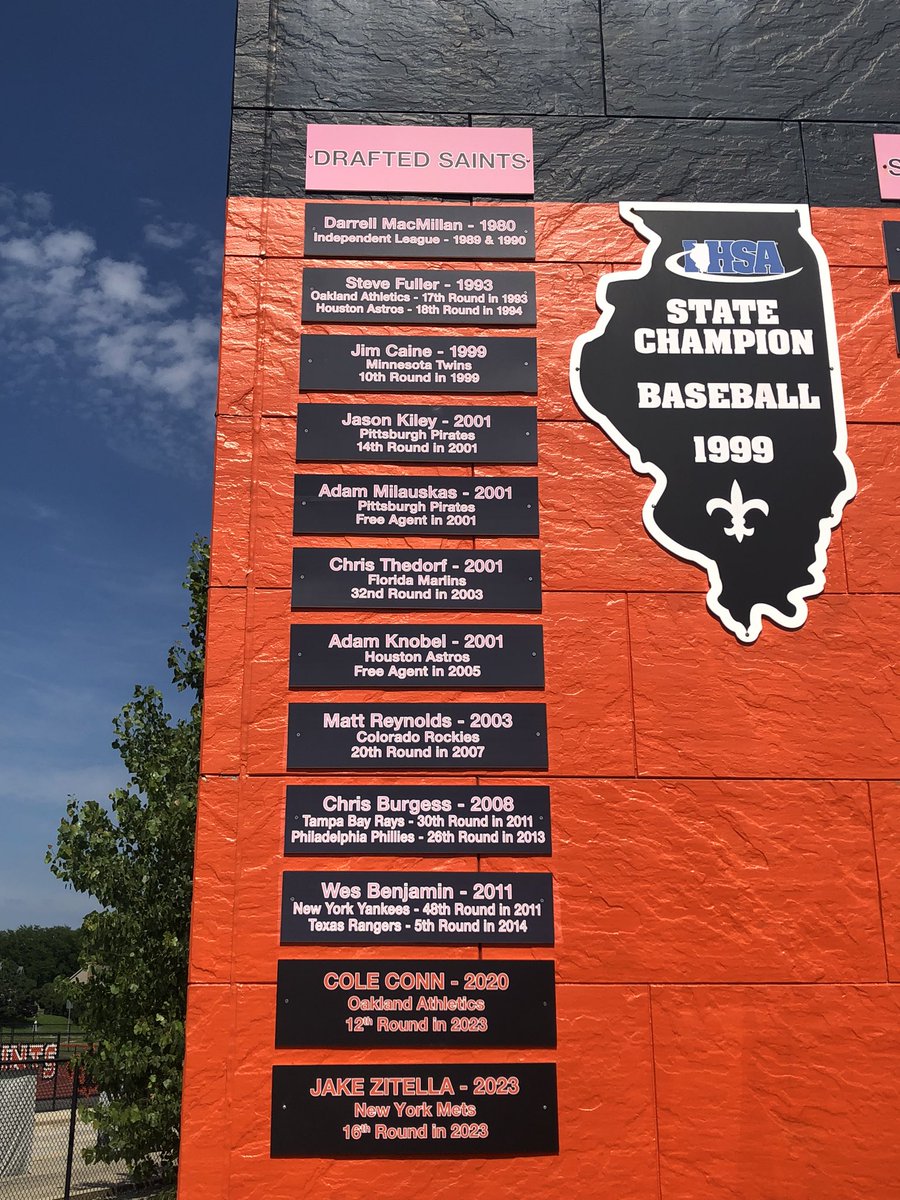 DRAFTED SAINTS
Darrell MacMillan - 1980
Independent League - 1989 & 1990
Steve Fuller - 1993
Oakland Athletics - 17th Round in 1993
Houston Astros - 18th Round in 1994
Jim Caine - 1999
Minnesota Twins
10th Round in 1999
Jason Kiley - 2001
Pittsburgh Pirates
14th Round in 2001
Adam Milauskas - 2001
Pittsburgh Pirates
Free Agent in 2001
Chris Thedorf - 2001
Florida Marlins
32nd Round in 2003
Adam Knobel - 2001
Houston Astros
Free Agent in 2005
Matt Reynolds - 2003
Colorado Rockies
20th Round in 2007
Chris Burgess - 2008
Tampa Bay Rays - 30th Round in 2011
Philadelphia Phillies - 26th Round in 2013
Wes Benjamin - 2011
New York Yankees - 48th Round in 2011
Texas Rangers - 5th Round in 2014
COLE CONN - 2020
Oakland Athletics
12th Round in 2023
JAKE ZITELLA - 2023
New York Mets
16th Round in 2023
IHSA
STATE
CHAMPION
BASEBALL
1999